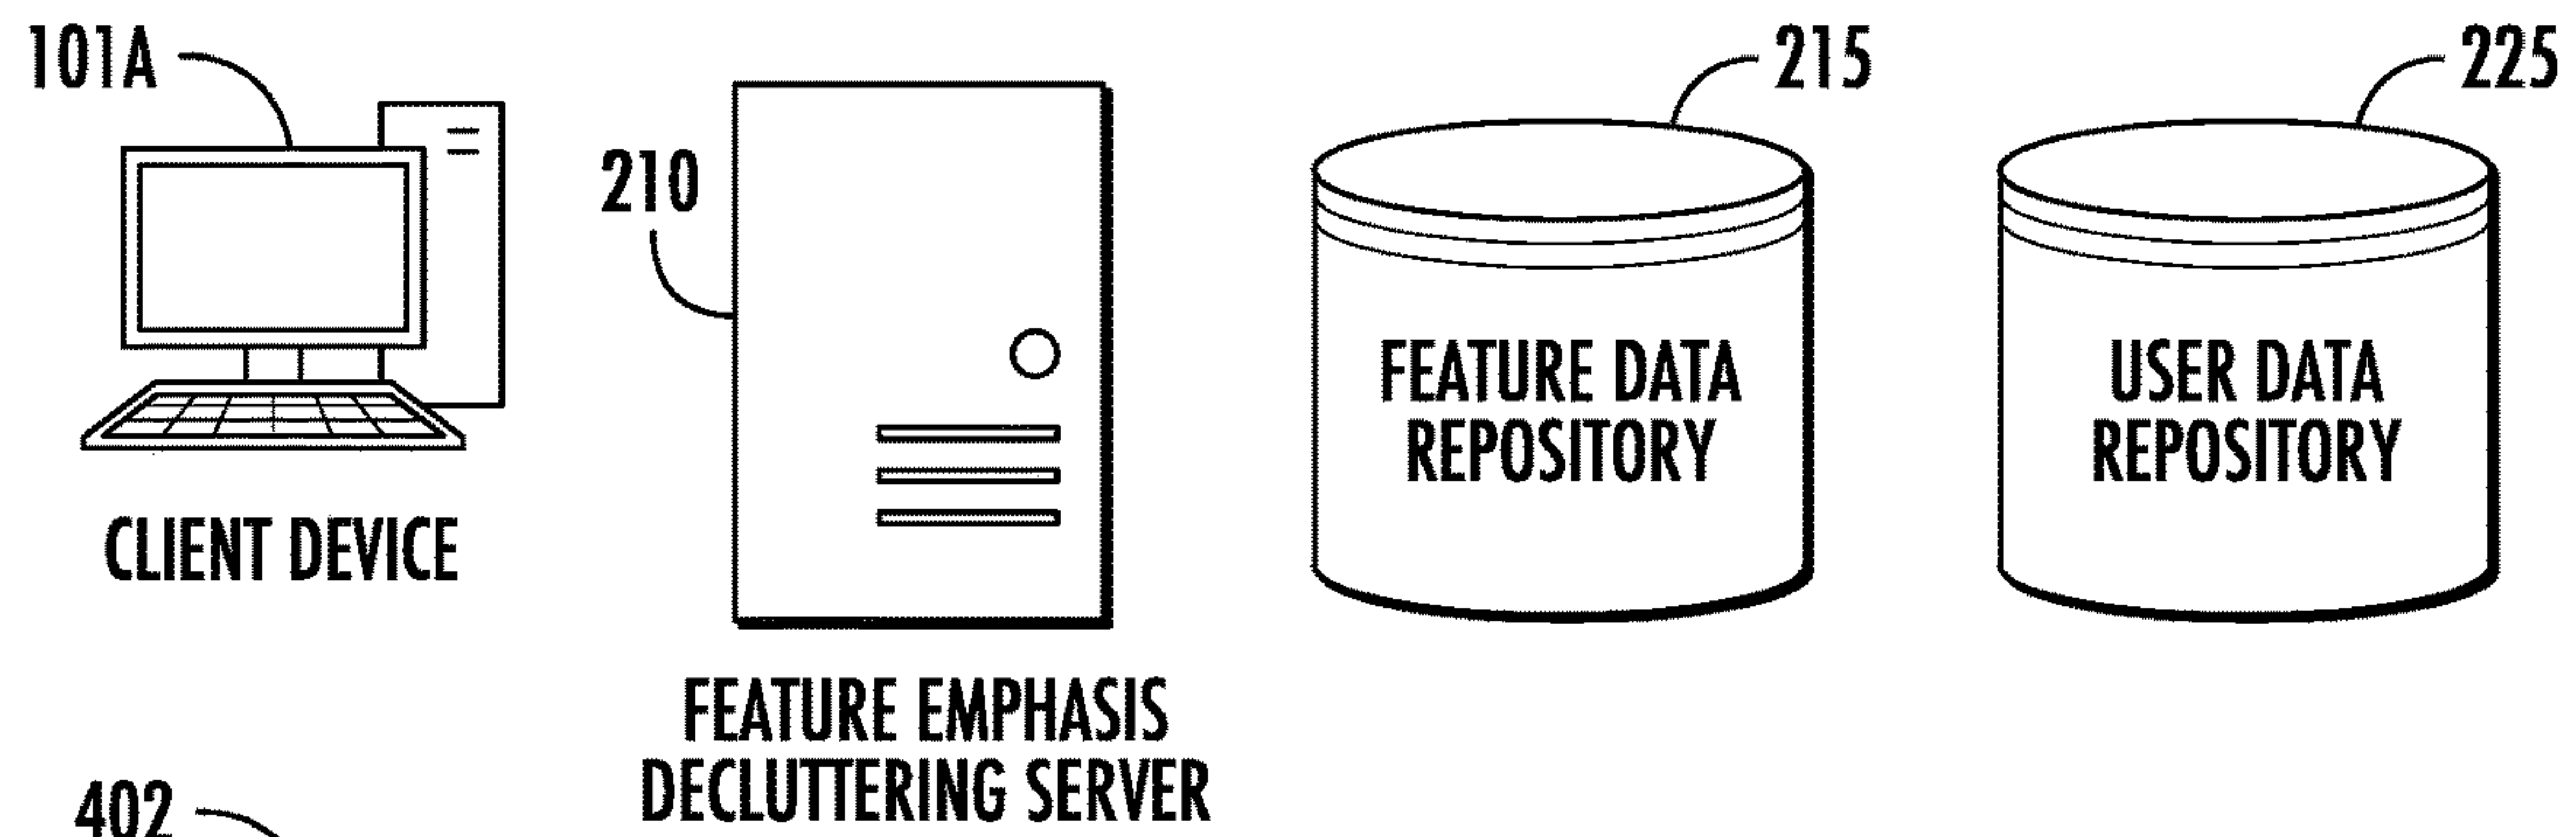 101A
215
225
210
FEATURE DATA
REPOSITORY
USER DATA
REPOSITORY
CLIENT DEVICE
FEATURE EMPHASIS
DECLUTTERING SERVER
402